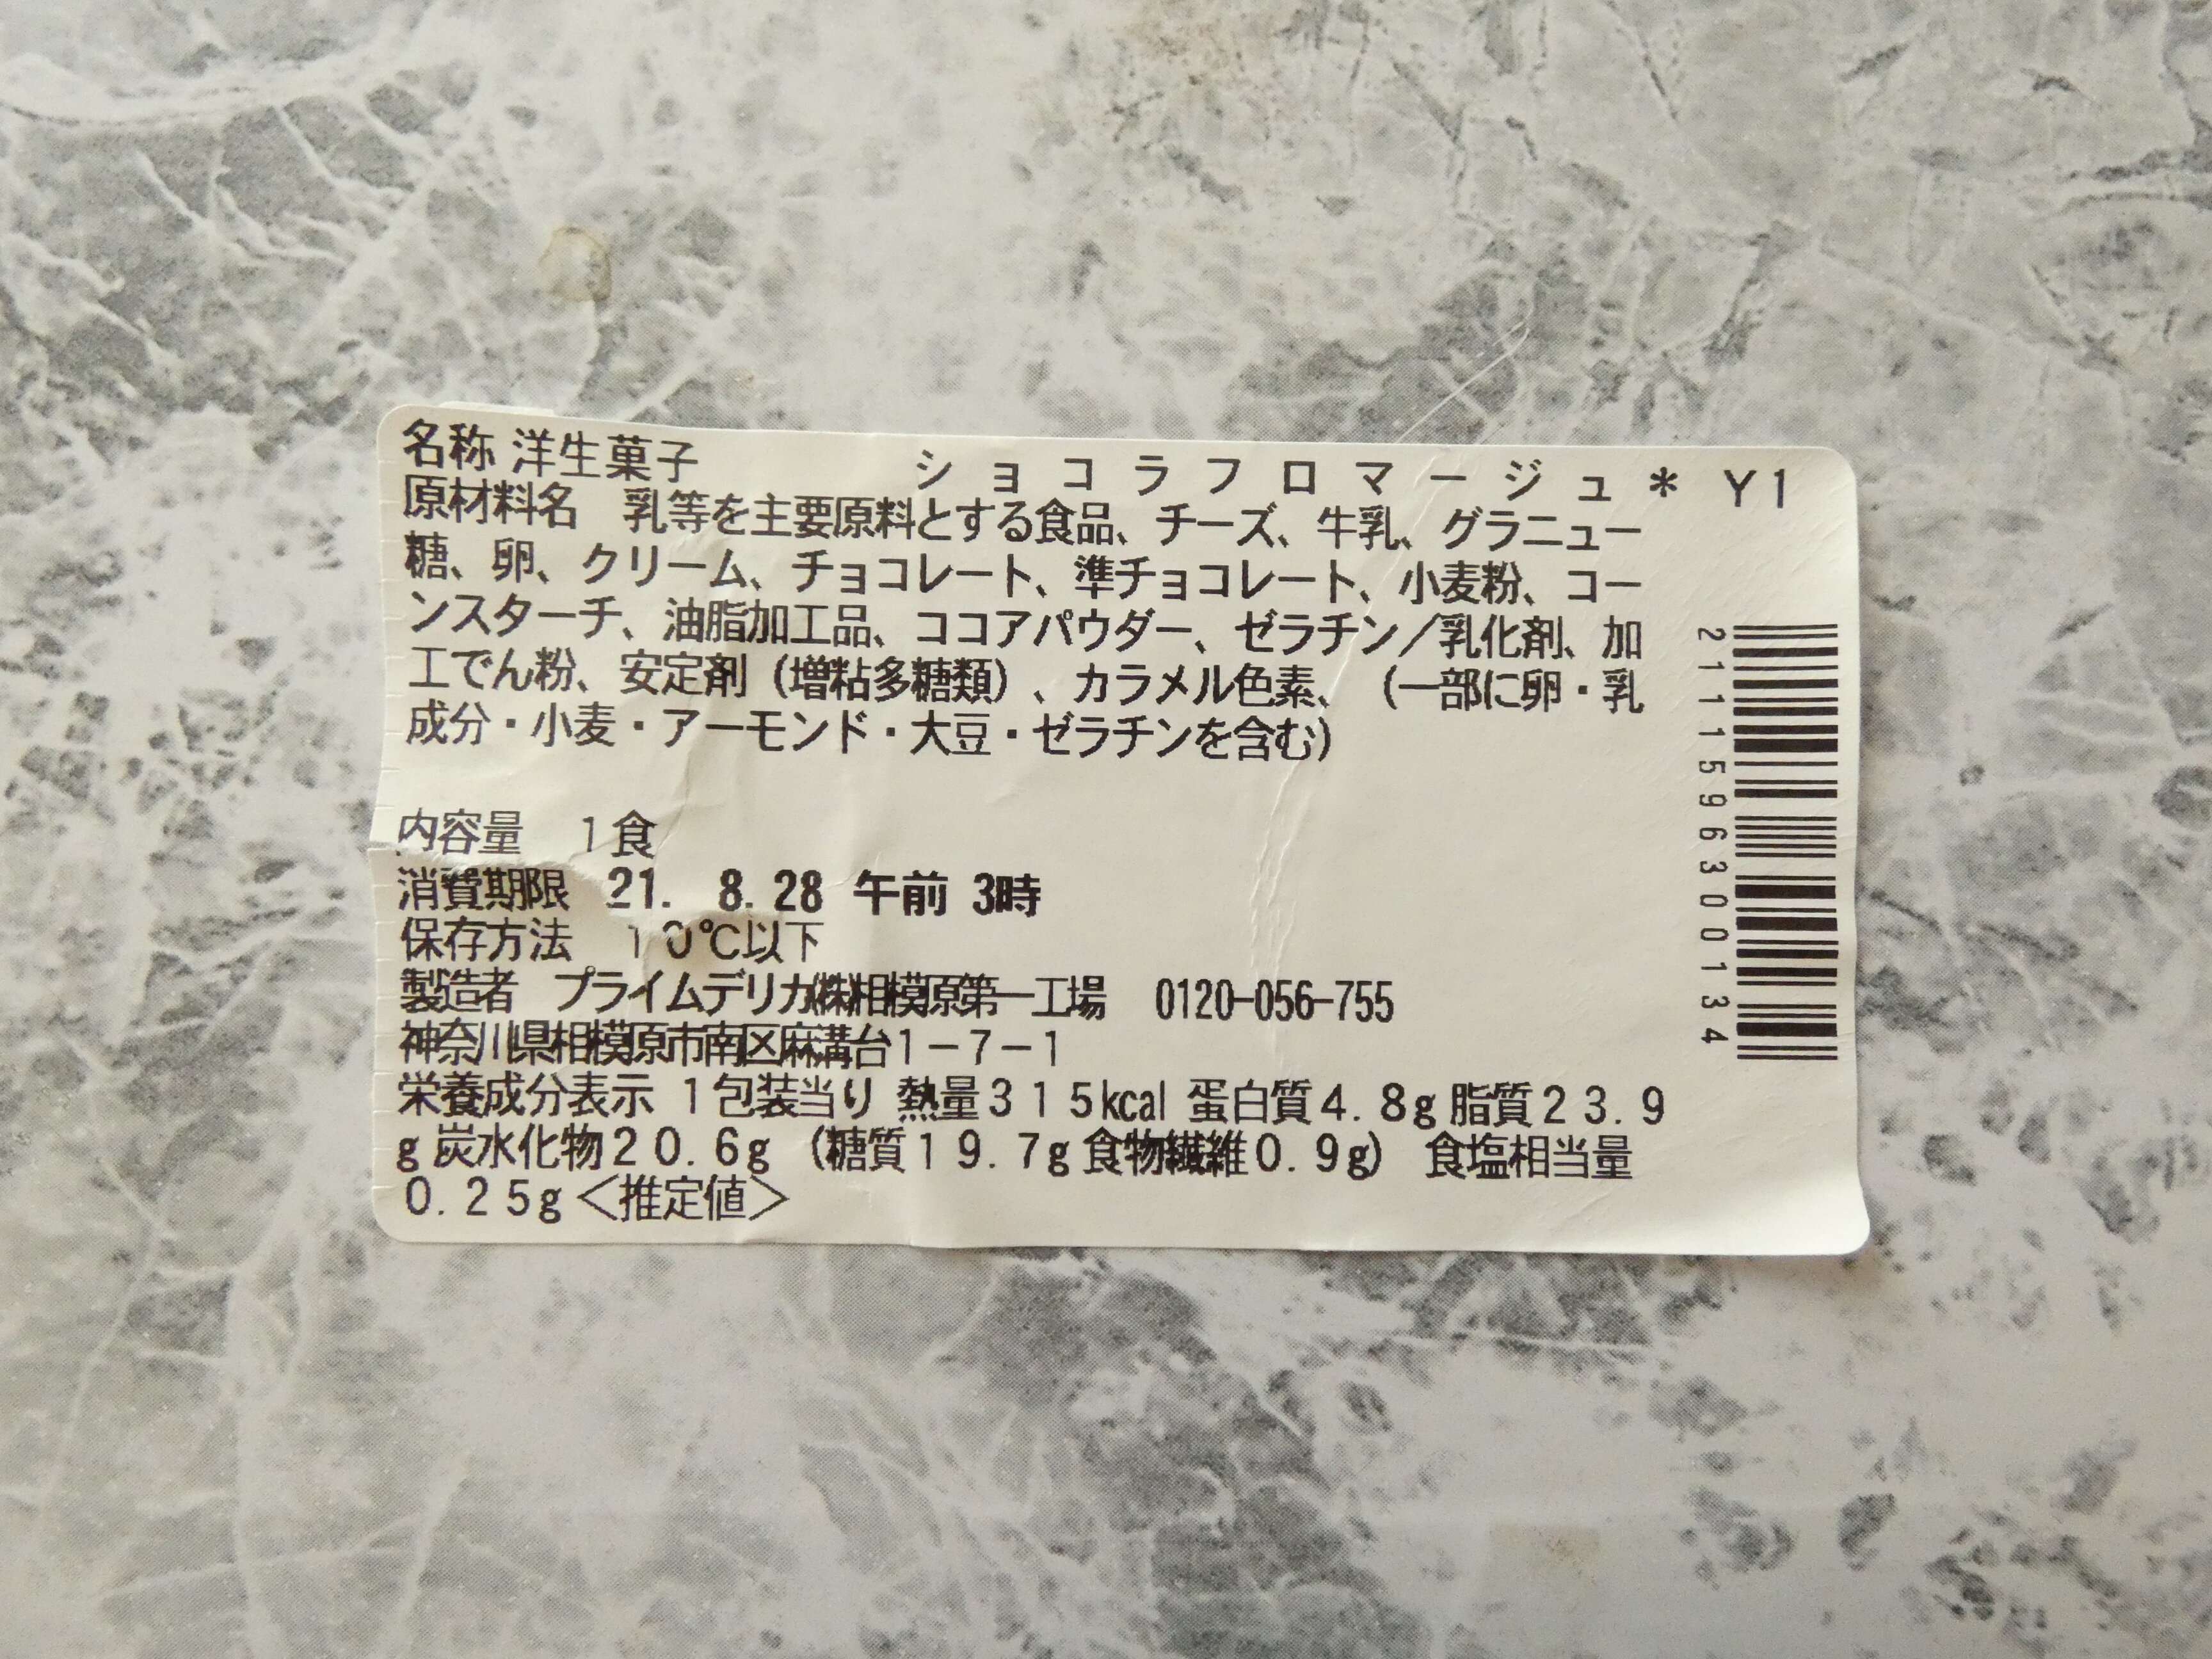 名称 洋生菓子 ショコラフロマージュ＊ Y1
原材料名 乳等を主要原料とする食品、チーズ、牛乳、グラニュー
糖、卵、クリーム、チョコレート、準チョコレート、小麦粉、コー
ンスターチ、油脂加工品、ココアパウダー、ゼラチン／乳化剤、加
工でん粉、安定剤（増粘多糖類）、カラメル色素、（一部に卵・乳
成分・小麦・アーモンド・大豆・ゼラチンを含む）
内容量 1食
消費期限 21. 8.28 午前 3時
保存方法 10℃以下
製造者 プライムデリカ㈱相模原第一工場 0120-056-755
神奈川県相模原市南区麻溝台1－7－1
栄養成分表示 1包装当り 熱量315kcal 蛋白質4.8g 脂質23.9
g 炭水化物20.6g （糖質19.7g 食物繊維0.9g） 食塩相当量
0.25g＜推定値＞
2111596300134